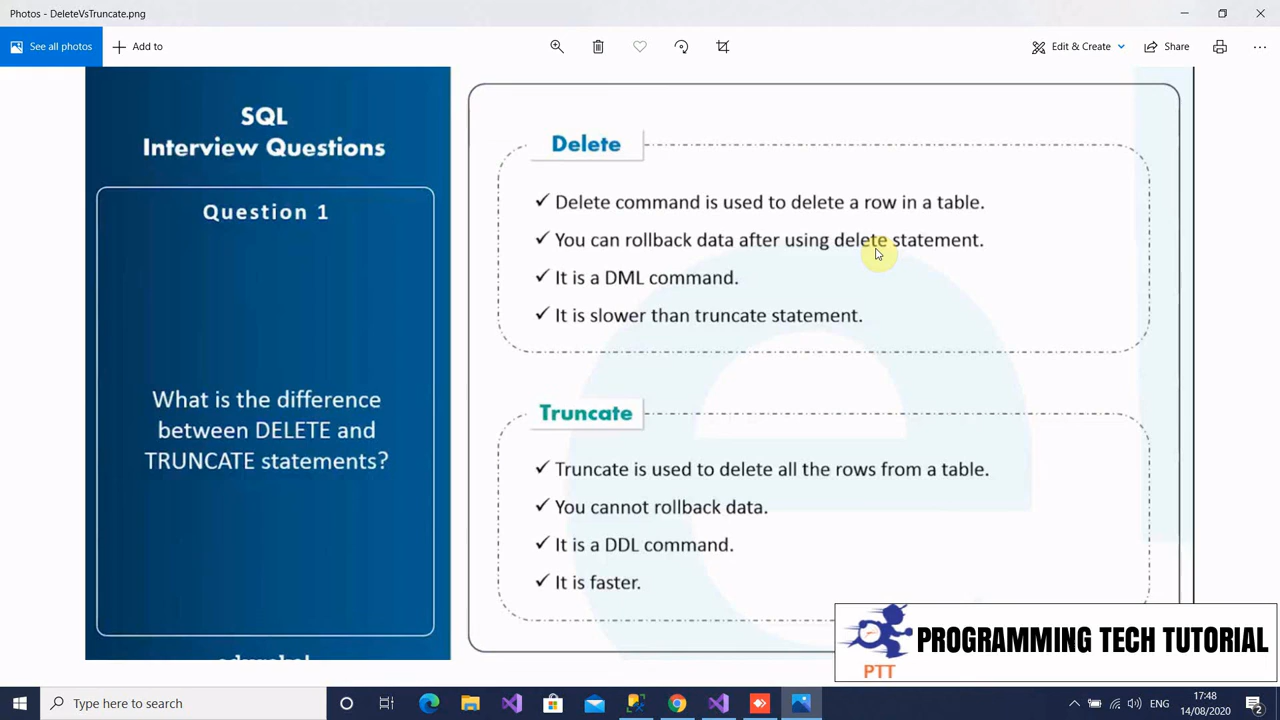 Photos - DeleteVsTruncate.png
See all photos
Add to
Edit & Create
Share
SQL
Interview Questions
Question 1
What is the difference
between DELETE and
TRUNCATE statements?
Delete
✓ Delete command is used to delete a row in a table.
✓ You can rollback data after using delete statement.
✓ It is a DML command.
✓ It is slower than truncate statement.
Truncate
✓ Truncate is used to delete all the rows from a table.
✓ You cannot rollback data.
✓ It is a DDL command.
✓ It is faster.
PTT
PROGRAMMING TECH TUTORIAL
Type here to search
ENG
17:48
14/08/2020
2